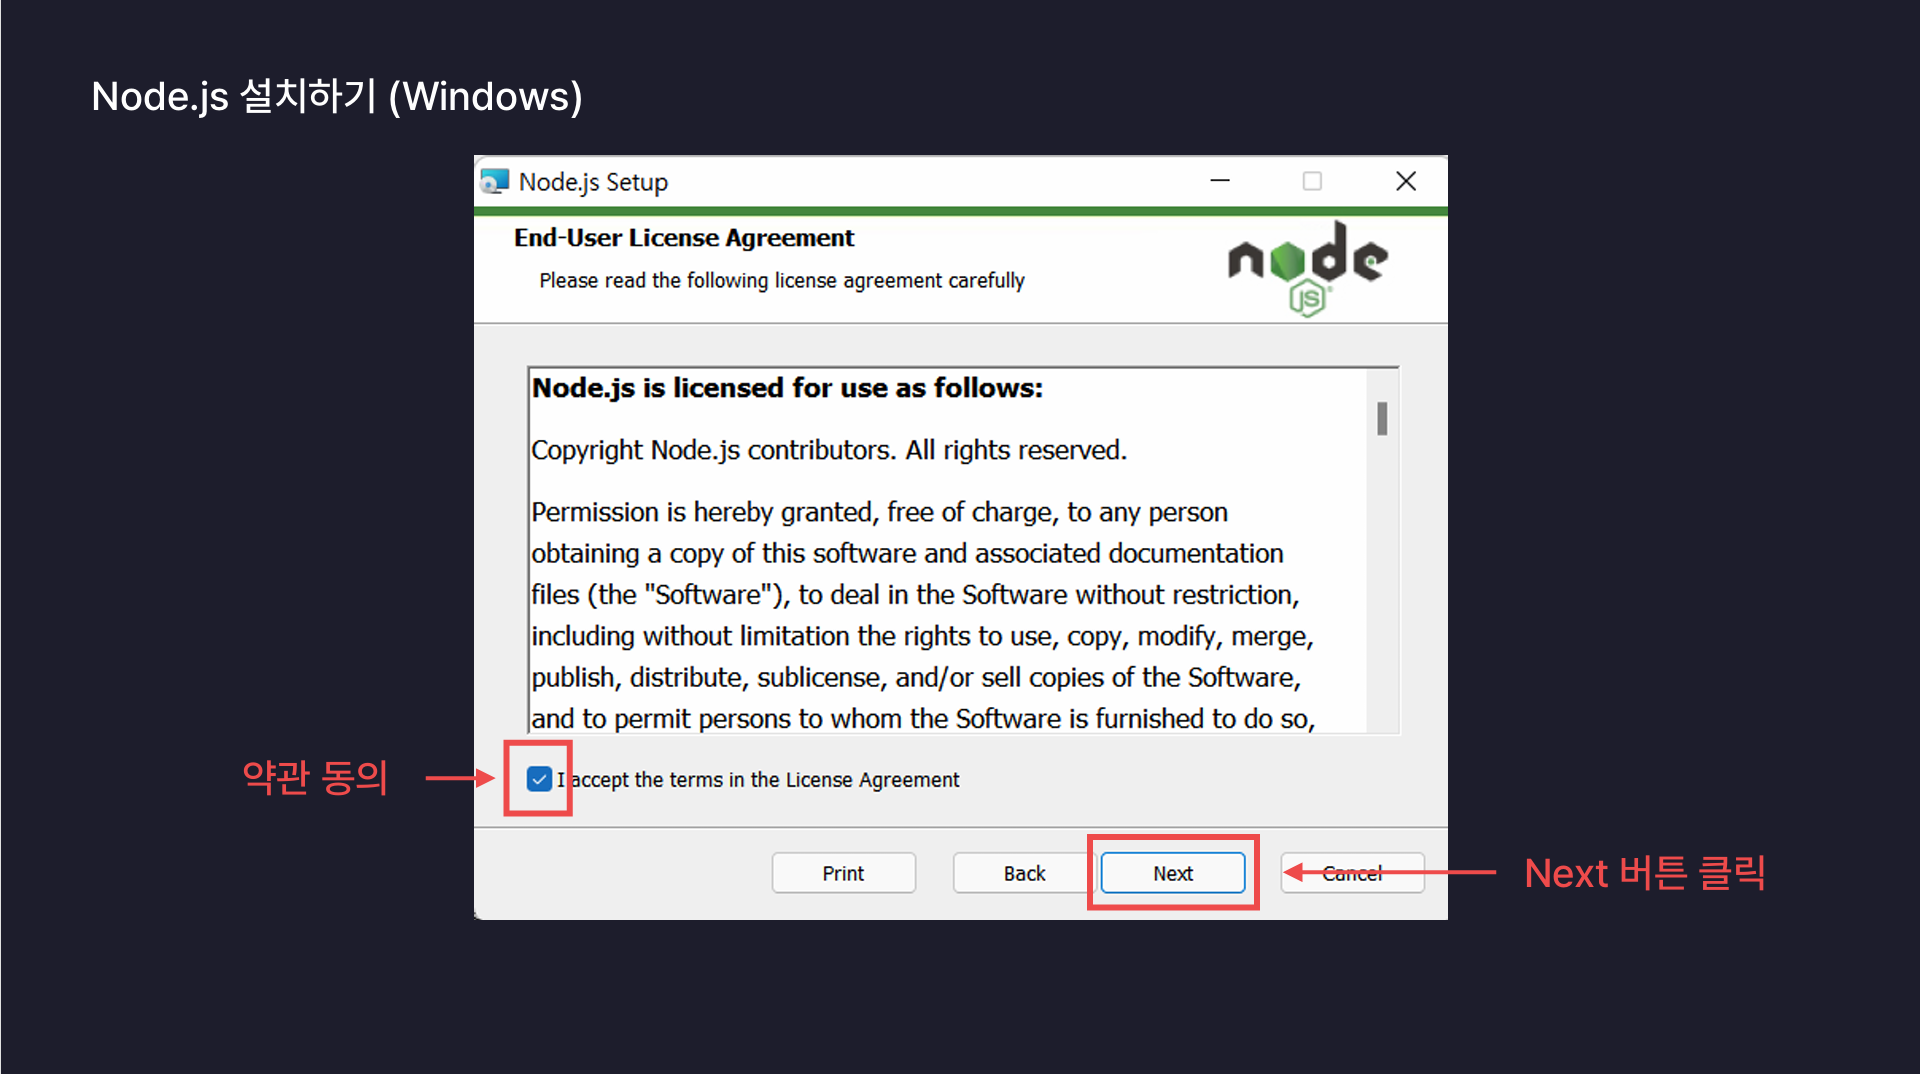 Node.js 설치하기 (Windows)
Node.js Setup
End-User License Agreement
Please read the following license agreement carefully
node
JS
Node.js is licensed for use as follows:
Copyright Node.js contributors. All rights reserved.
Permission is hereby granted, free of charge, to any person
obtaining a copy of this software and associated documentation
files (the "Software"), to deal in the Software without restriction,
including without limitation the rights to use, copy, modify, merge,
publish, distribute, sublicense, and/or sell copies of the Software,
and to permit persons to whom the Software is furnished to do so,
약관 동의
I accept the terms in the License Agreement
Print
Back
Next
Cancel
Next 버튼 클릭